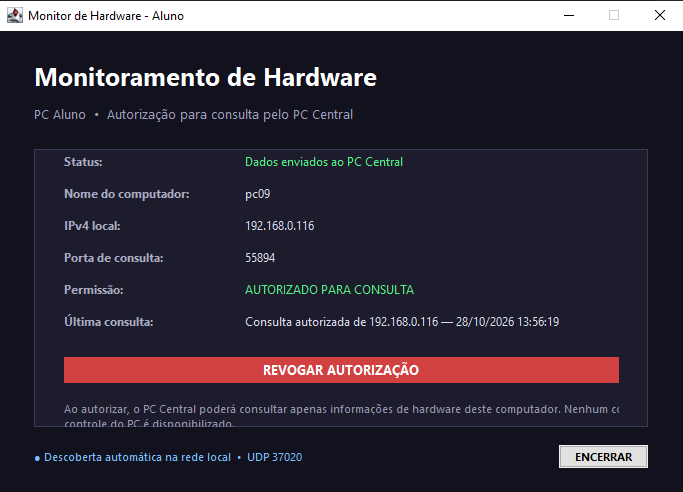 Monitor de Hardware - Aluno
Monitoramento de Hardware
PC Aluno • Autorização para consulta pelo PC Central
Status: Dados enviados ao PC Central
Nome do computador: pc09
IPv4 local: 192.168.0.116
Porta de consulta: 55894
Permissão: AUTORIZADO PARA CONSULTA
Última consulta: Consulta autorizada de 192.168.0.116 — 28/10/2026 13:56:19
REVOGAR AUTORIZAÇÃO
Ao autorizar, o PC Central poderá consultar apenas informações de hardware deste computador. Nenhum co
controle do PC é disponibilizado.
● Descoberta automática na rede local • UDP 37020
ENCERRAR